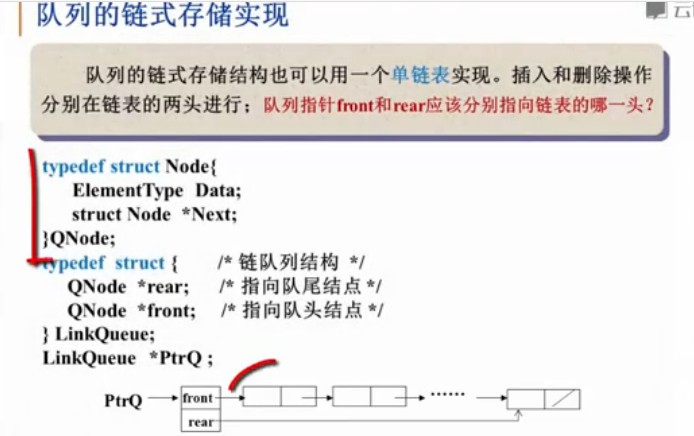 队列的链式存储实现
云
队列的链式存储结构也可以用一个单链表实现。插入和删除操作
分别在链表的两头进行；队列指针front和rear应该分别指向链表的哪一头？
typedef struct Node{
ElementType Data;
struct Node *Next;
}QNode;
typedef struct { /* 链队列结构 */
QNode *rear; /* 指向队尾结点 */
QNode *front; /* 指向队头结点 */
} LinkQueue;
LinkQueue *PtrQ ;
PtrQ front ……
rear